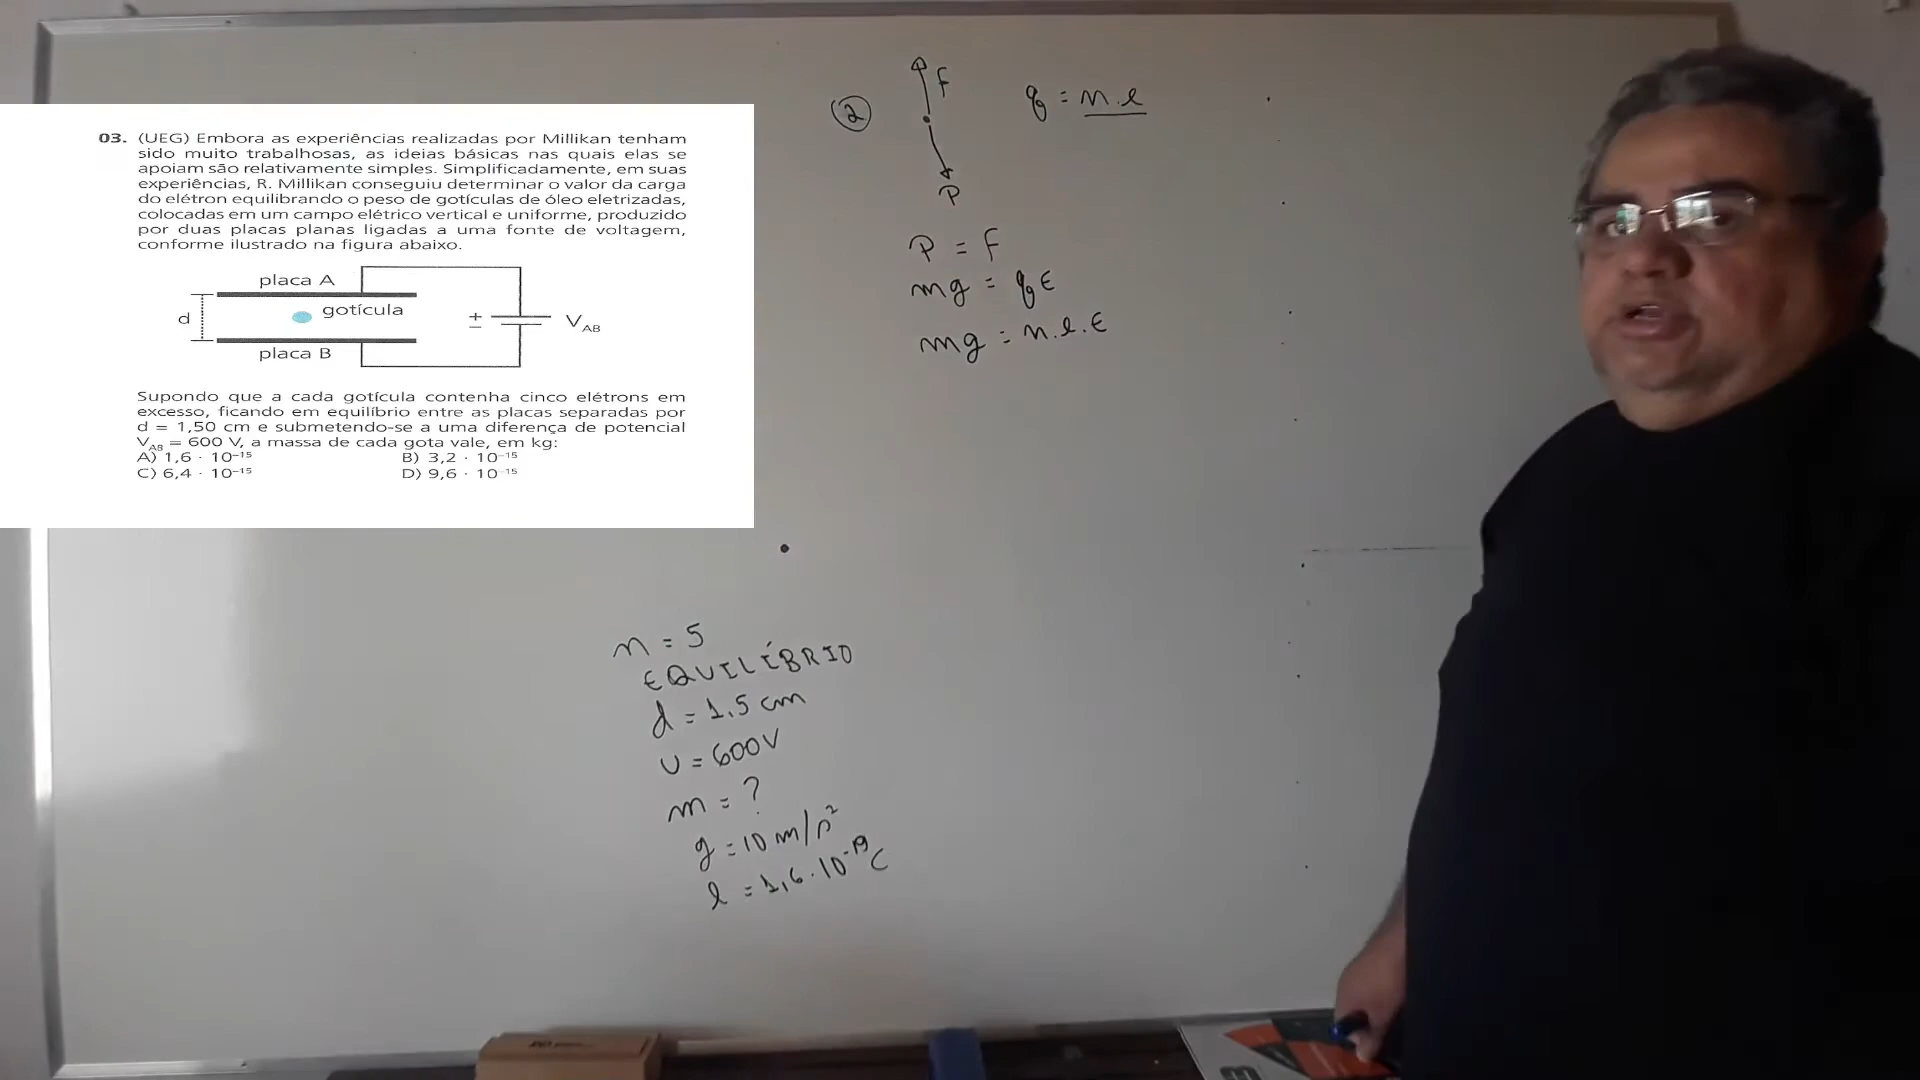 03. (UEG) Embora as experiências realizadas por Millikan tenham
sido muito trabalhosas, as ideias básicas nas quais elas se
apoiam são relativamente simples. Simplificadamente, em suas
experiências, R. Millikan conseguiu determinar o valor da carga
do elétron equilibrando o peso de gotículas de óleo eletrizadas,
colocadas em um campo elétrico vertical e uniforme, produzido
por duas placas planas ligadas a uma fonte de voltagem,
conforme ilustrado na figura abaixo.
placa A
gotícula
d
+
−
V_AB
placa B
Supondo que a cada gotícula contenha cinco elétrons em
excesso, ficando em equilíbrio entre as placas separadas por
d = 1,50 cm e submetendo-se a uma diferença de potencial
V_AB = 600 V, a massa de cada gota vale, em kg:
A) 1,6 · 10⁻¹⁵ B) 3,2 · 10⁻¹⁵
C) 6,4 · 10⁻¹⁵ D) 9,6 · 10⁻¹⁵
2
F
P
q = n.e
P = F
mg = qE
mg = n.e.E
n = 5
EQUILÍBRIO
d = 1,5 cm
U = 600V
m = ?
g = 10 m/s²
e = 1,6.10⁻¹⁹C